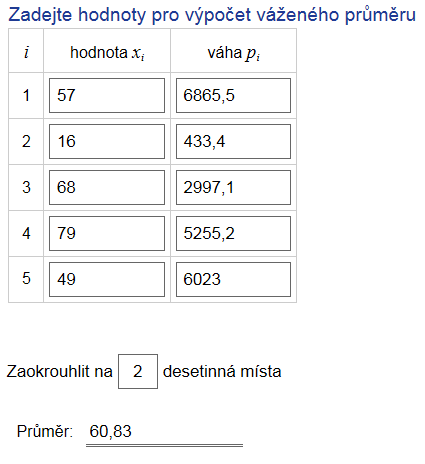 Zadejte hodnoty pro výpočet váženého průměru
i hodnota xᵢ váha pᵢ
1 57 6865,5
2 16 433,4
3 68 2997,1
4 79 5255,2
5 49 6023
Zaokrouhlit na 2 desetinná místa
Průměr: 60,83